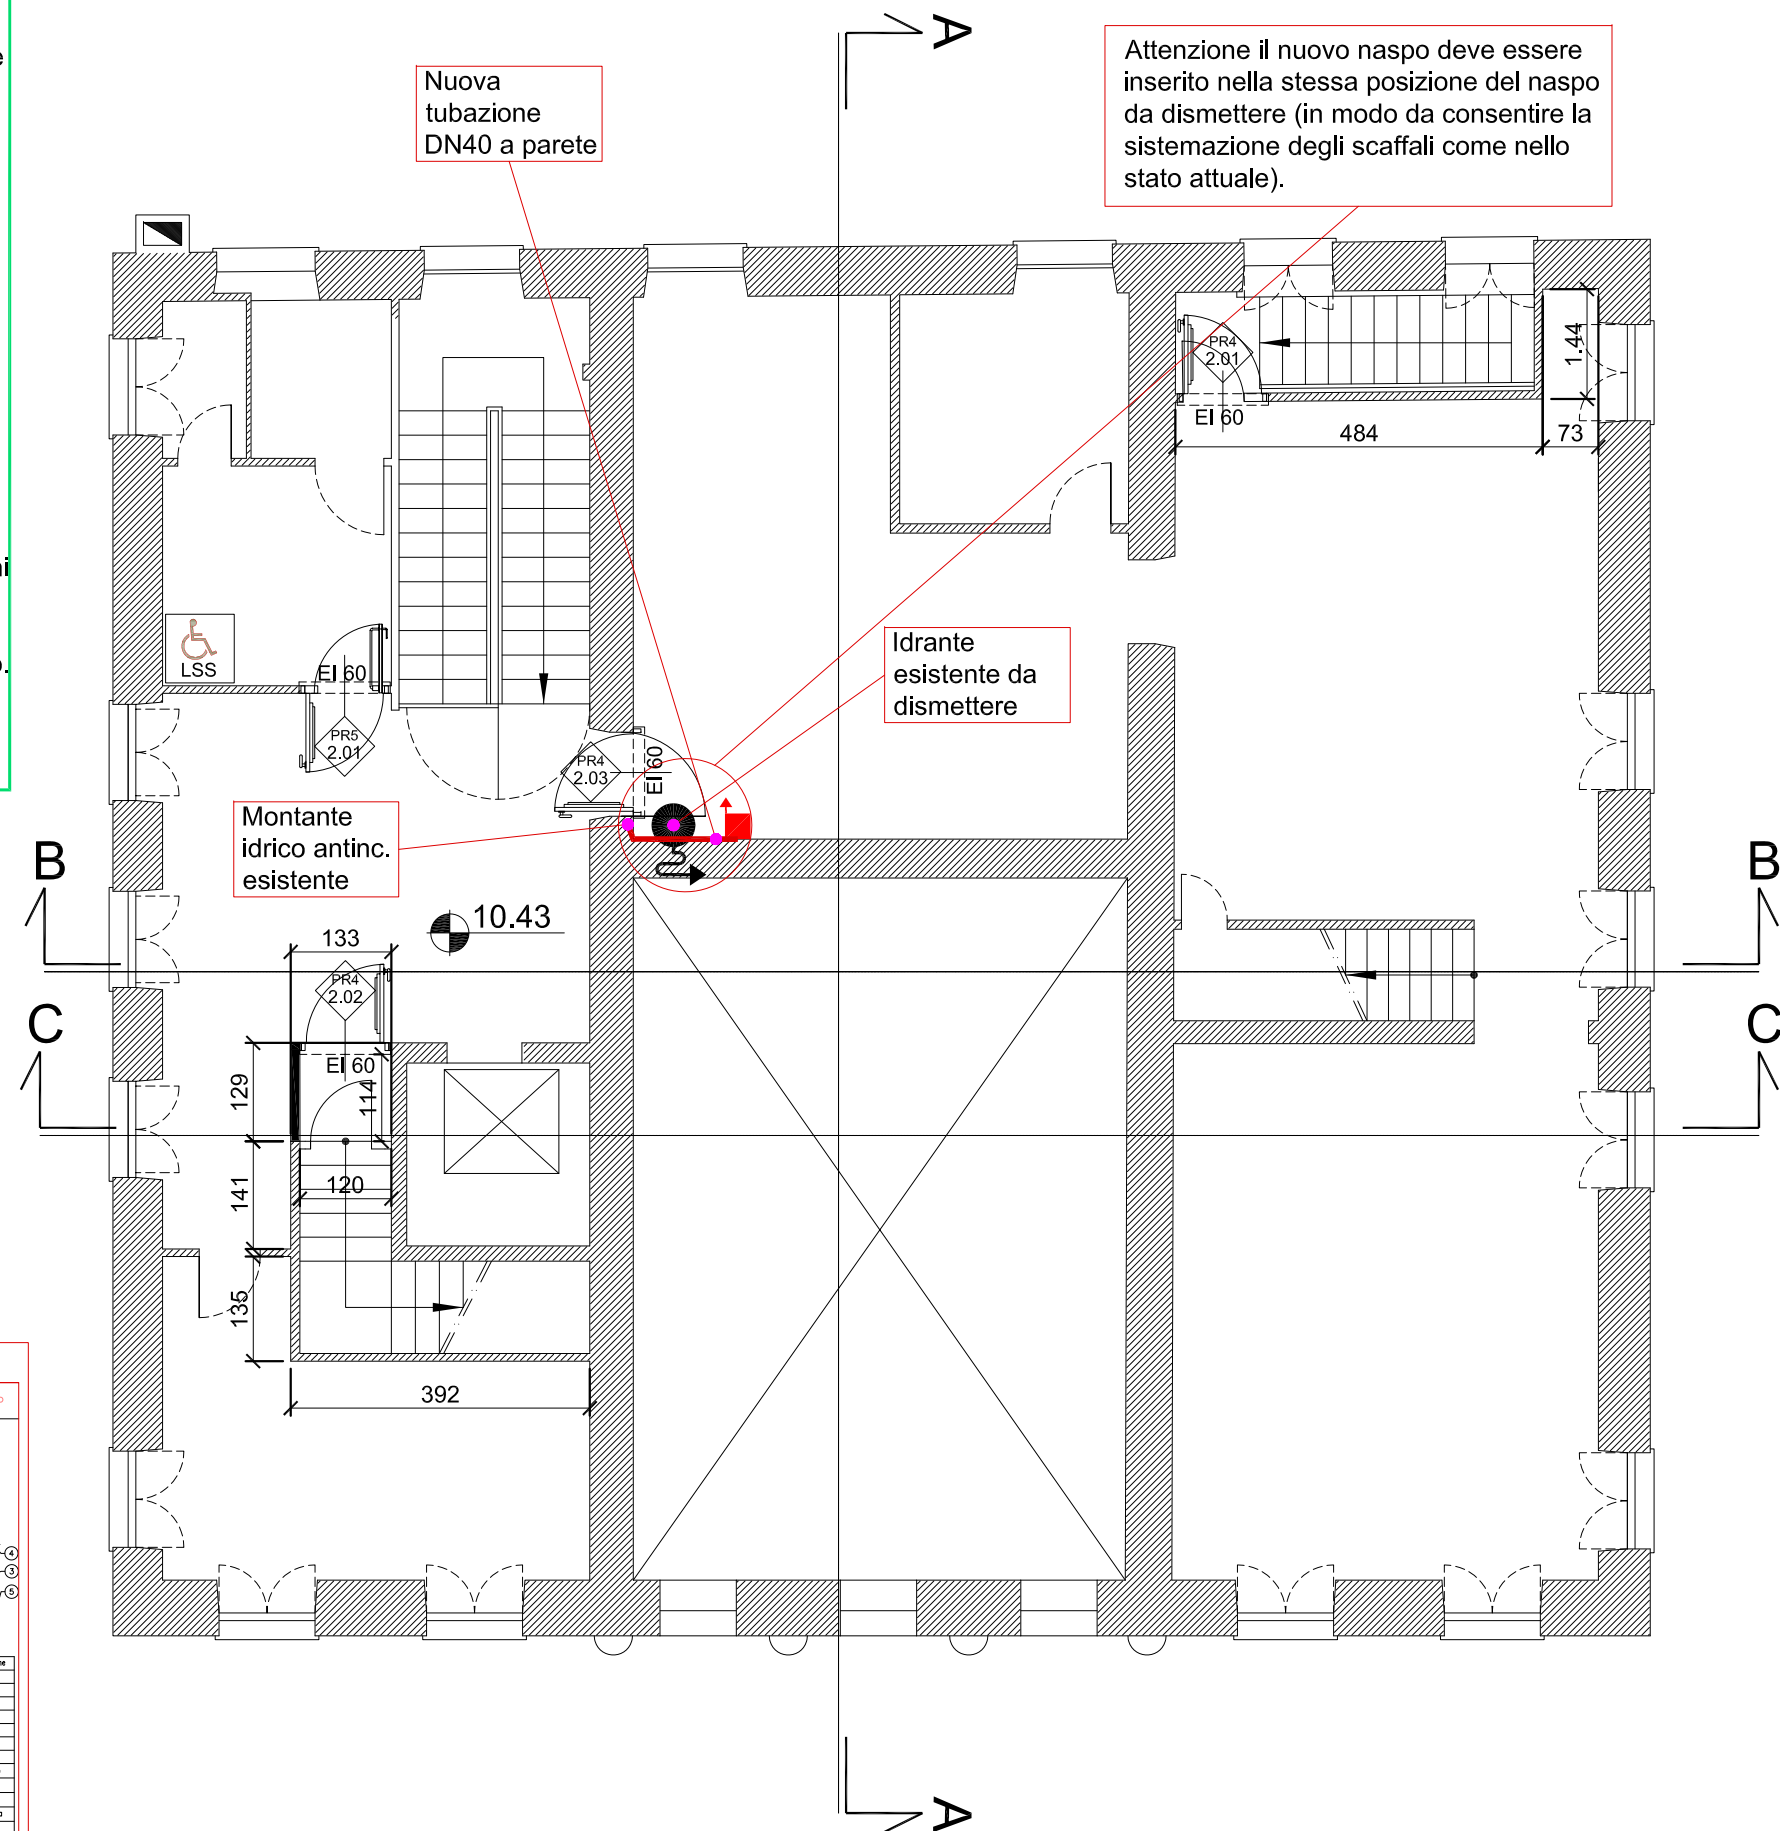 Nuova
tubazione
DN40 a parete
A
Attenzione il nuovo naspo deve essere
inserito nella stessa posizione del naspo
da dismettere (in modo da consentire la
sistemazione degli scaffali come nello
stato attuale).
PR4
2.01
EI 60
1.44
484
73
LSS
EI 60
PR5
2.01
PR4
2.03
EI 60
Idrante
esistente da
dismettere
Montante
idrico antinc.
esistente
B
B
10.43
133
PR4
2.02
C
C
EI 60
129
114
141
120
135
392
4
3
5
A